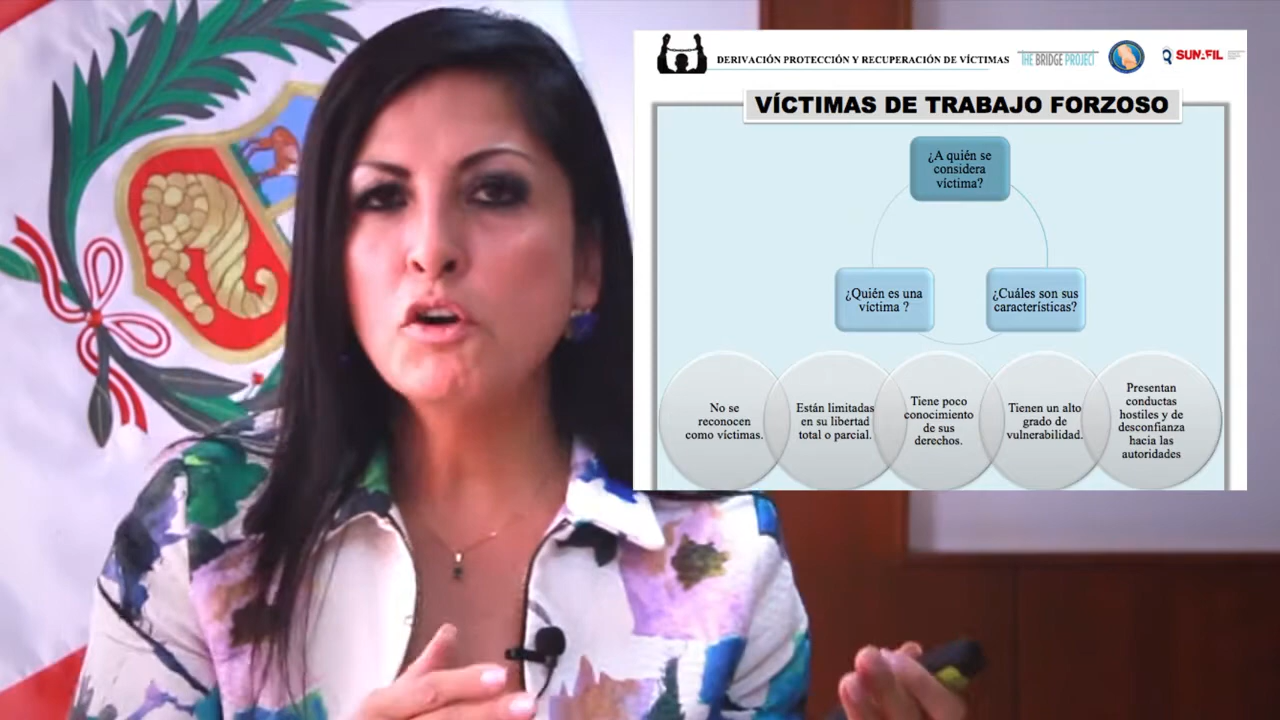 DERIVACIÓN PROTECCIÓN Y RECUPERACIÓN DE VÍCTIMAS
THE BRIDGE PROJECT
SUNAFIL
VÍCTIMAS DE TRABAJO FORZOSO
¿A quién se
considera
víctima?
¿Quién es una
víctima ?
¿Cuáles son sus
características?
No se
reconocen
como víctimas.
Están limitadas
en su libertad
total o parcial.
Tiene poco
conocimiento
de sus
derechos.
Tienen un alto
grado de
vulnerabilidad.
Presentan
conductas
hostiles y de
desconfianza
hacia las
autoridades